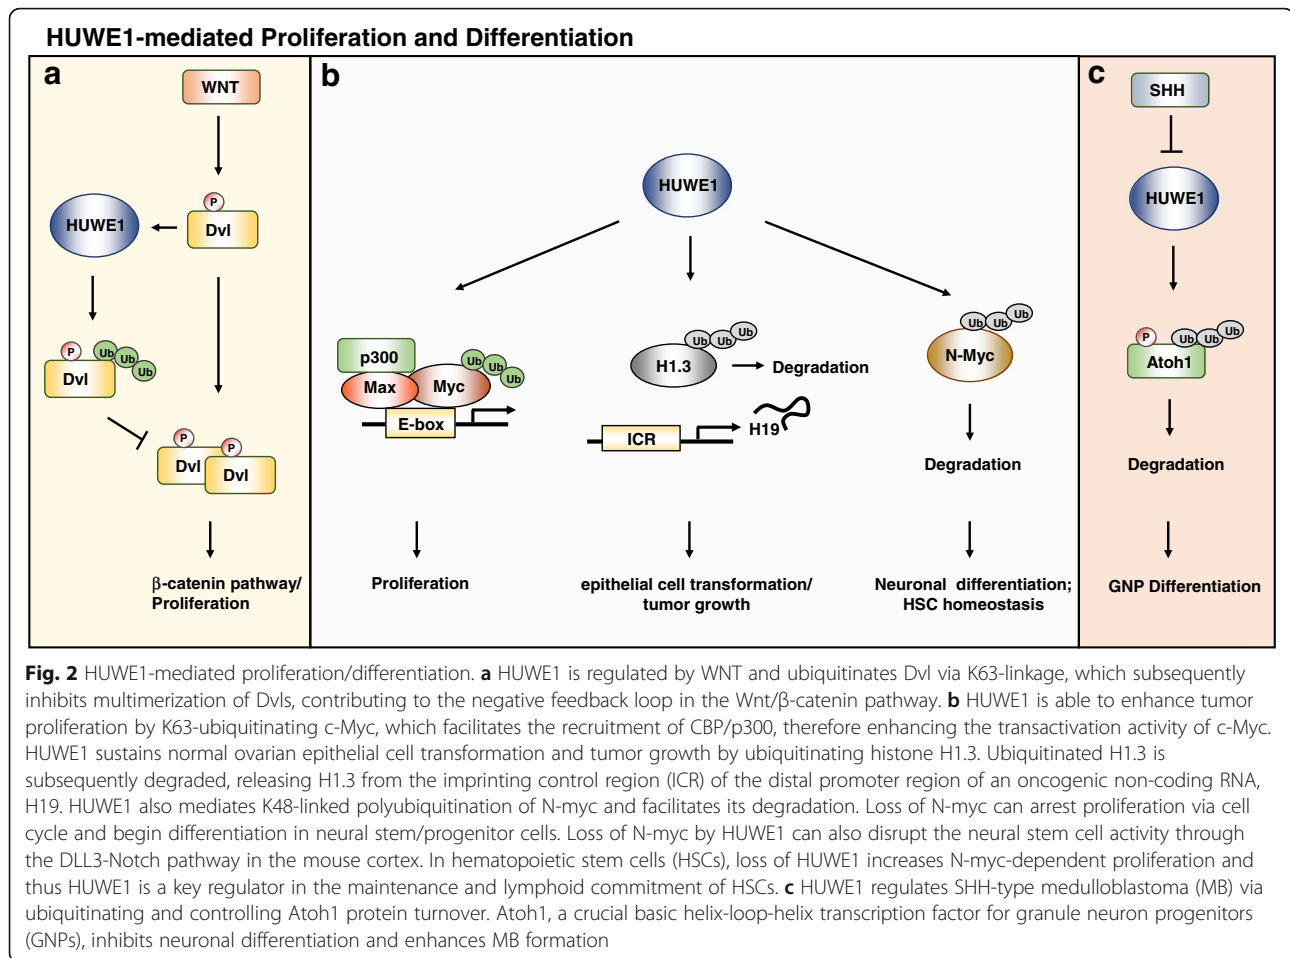 HUWE1-mediated Proliferation and Differentiation
a
WNT
P
HUWE1
Dvl
P
Ub
Ub
Ub
Dvl
P
P
Dvl
Dvl
β-catenin pathway/
Proliferation
b
HUWE1
p300
Max
Myc
Ub
Ub
Ub
E-box
Proliferation
Ub
Ub
Ub
H1.3
Degradation
ICR
H19
epithelial cell transformation/
tumor growth
Ub
Ub
Ub
N-Myc
Degradation
Neuronal differentiation;
HSC homeostasis
c
SHH
HUWE1
P
Ub
Ub
Ub
Atoh1
Degradation
GNP Differentiation
Fig. 2 HUWE1-mediated proliferation/differentiation. a HUWE1 is regulated by WNT and ubiquitinates Dvl via K63-linkage, which subsequently
inhibits multimerization of Dvls, contributing to the negative feedback loop in the Wnt/β-catenin pathway. b HUWE1 is able to enhance tumor
proliferation by K63-ubiquitinating c-Myc, which facilitates the recruitment of CBP/p300, therefore enhancing the transactivation activity of c-Myc.
HUWE1 sustains normal ovarian epithelial cell transformation and tumor growth by ubiquitinating histone H1.3. Ubiquitinated H1.3 is
subsequently degraded, releasing H1.3 from the imprinting control region (ICR) of the distal promoter region of an oncogenic non-coding RNA,
H19. HUWE1 also mediates K48-linked polyubiquitination of N-myc and facilitates its degradation. Loss of N-myc can arrest proliferation via cell
cycle and begin differentiation in neural stem/progenitor cells. Loss of N-myc by HUWE1 can also disrupt the neural stem cell activity through
the DLL3-Notch pathway in the mouse cortex. In hematopoietic stem cells (HSCs), loss of HUWE1 increases N-myc-dependent proliferation and
thus HUWE1 is a key regulator in the maintenance and lymphoid commitment of HSCs. c HUWE1 regulates SHH-type medulloblastoma (MB) via
ubiquitinating and controlling Atoh1 protein turnover. Atoh1, a crucial basic helix-loop-helix transcription factor for granule neuron progenitors
(GNPs), inhibits neuronal differentiation and enhances MB formation